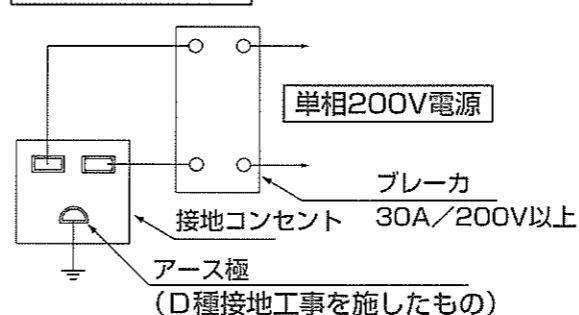 単相200V電源
ブレーカ
30A／200V以上
接地コンセント
アース極
（D種接地工事を施したもの）